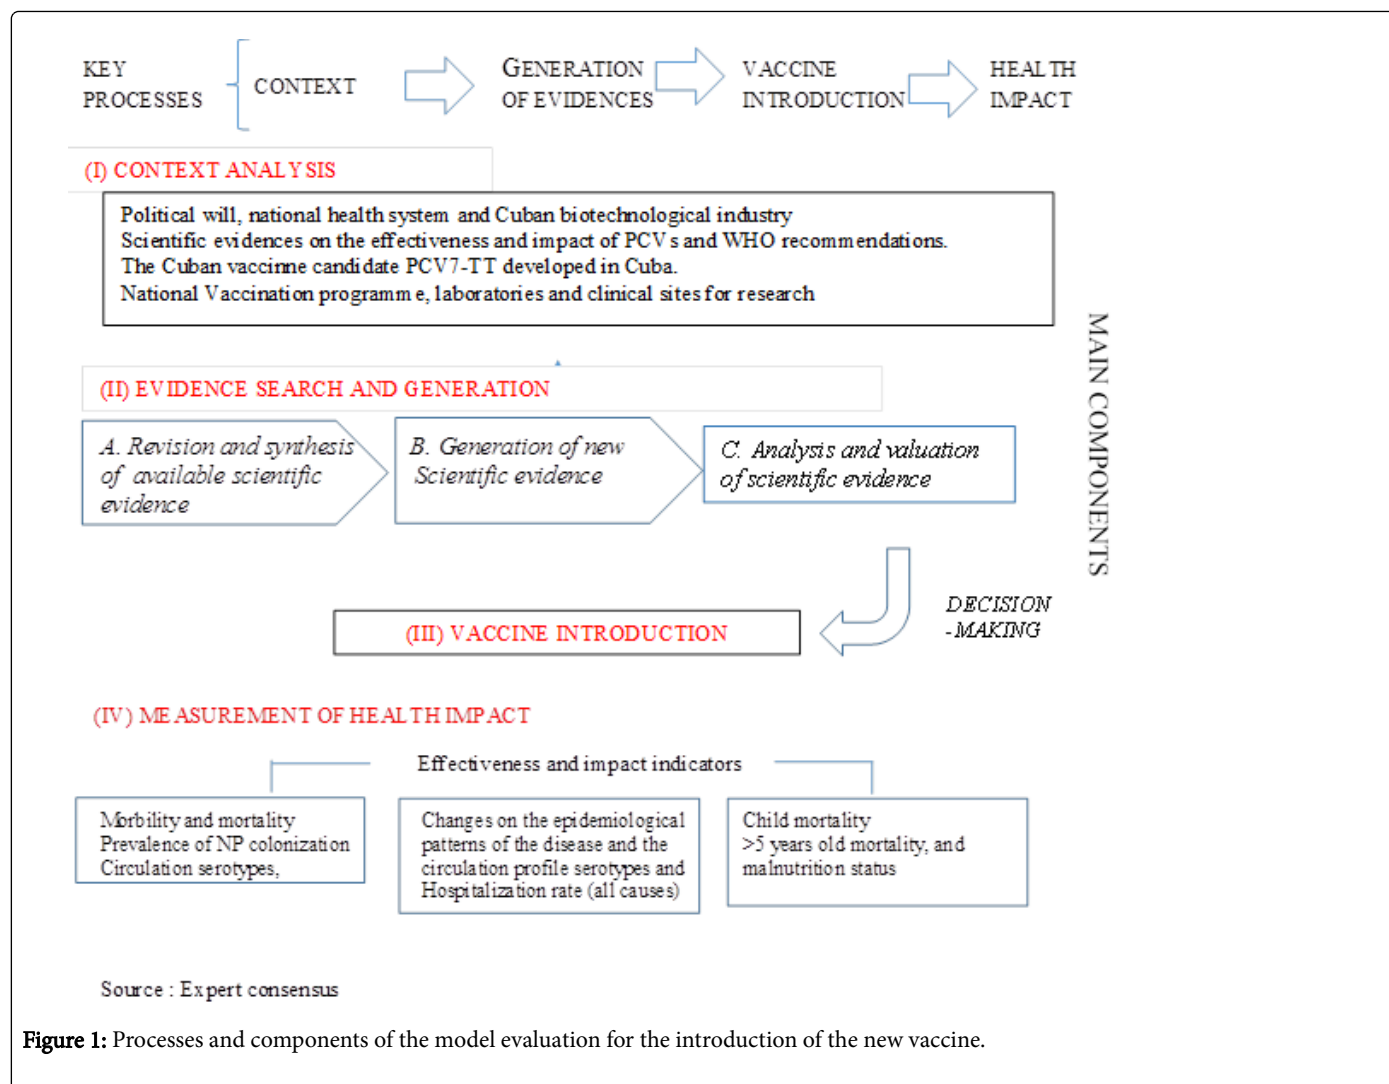 KEY
PROCESSES
CONTEXT
GENERATION
OF EVIDENCES
VACCINE
INTRODUCTION
HEALTH
IMPACT
(I) CONTEXT ANALYSIS
Political will, national health system and Cuban biotechnological industry
Scientific evidences on the effectiveness and impact of PCVs and WHO recommendations.
The Cuban vaccinne candidate PCV7-TT developed in Cuba.
National Vaccination programme, laboratories and clinical sites for research
MAIN COMPONENTS
(II) EVIDENCE SEARCH AND GENERATION
A. Revision and synthesis
of available scientific
evidence
B. Generation of new
Scientific evidence
C. Analysis and valuation
of scientific evidence
DECISION
-MAKING
(III) VACCINE INTRODUCTION
(IV) MEASUREMENT OF HEALTH IMPACT
Effectiveness and impact indicators
Morbility and mortality
Prevalence of NP colonization
Circulation serotypes,
Changes on the epidemiological
patterns of the disease and the
circulation profile serotypes and
Hospitalization rate (all causes)
Child mortality
>5 years old mortality, and
malnutrition status
Source : Expert consensus
Figure 1: Processes and components of the model evaluation for the introduction of the new vaccine.